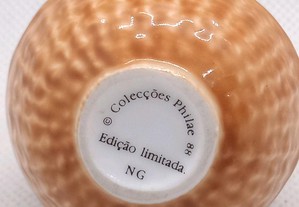 © Colecções Philae 88
Edição limitada.
NG